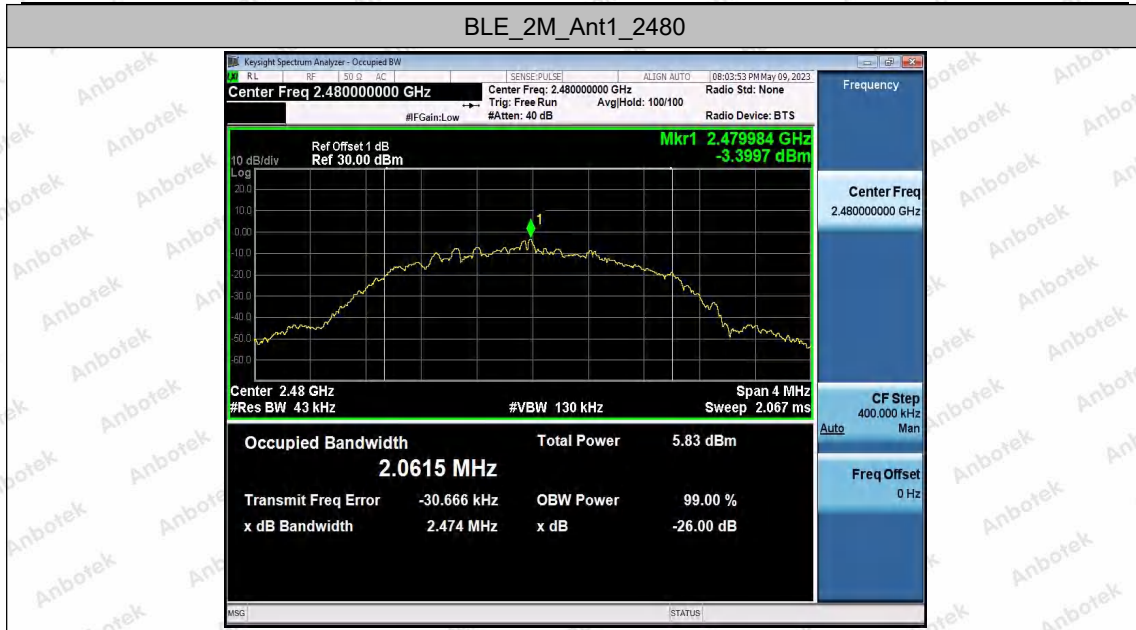 BLE_2M_Ant1_2480
Keysight Spectrum Analyzer - Occupied BW
RL RF 50 Ω AC SENSE:PULSE ALIGN AUTO 08:03:53 PM May 09, 2023
Center Freq 2.480000000 GHz
Center Freq: 2.480000000 GHz Radio Std: None
Trig: Free Run Avg|Hold: 100/100
#IFGain:Low #Atten: 40 dB Radio Device: BTS
Frequency
Mkr1 2.479984 GHz
-3.3997 dBm
Ref Offset 1 dB
10 dB/div Ref 30.00 dBm
Log
20.0
10.0
0.00
-10.0
-20.0
-30.0
-40.0
-50.0
-60.0
1
Center 2.48 GHz Span 4 MHz
#Res BW 43 kHz #VBW 130 kHz Sweep 2.067 ms
Center Freq
2.480000000 GHz
CF Step
400.000 kHz
Auto Man
Freq Offset
0 Hz
Occupied Bandwidth Total Power 5.83 dBm
2.0615 MHz
Transmit Freq Error -30.666 kHz OBW Power 99.00 %
x dB Bandwidth 2.474 MHz x dB -26.00 dB
MSG STATUS
Anbotek